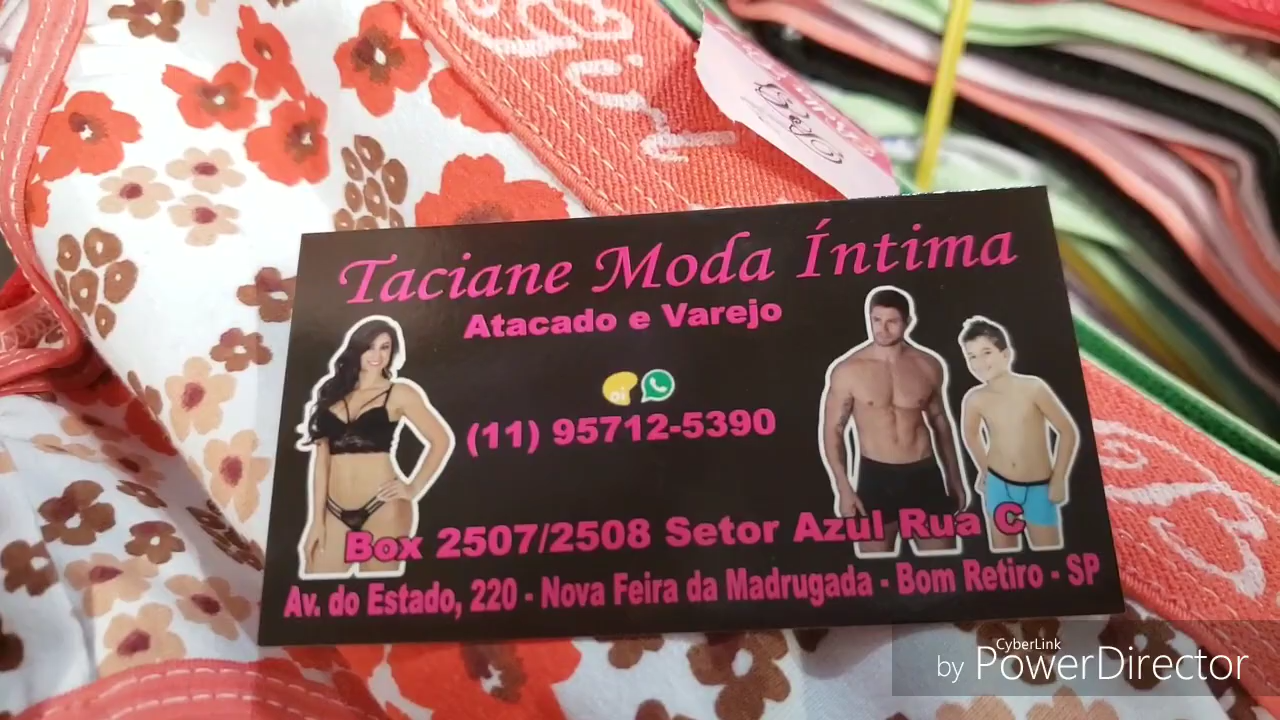 Taciane Moda Íntima
Atacado e Varejo
oi
(11) 95712-5390
Box 2507/2508 Setor Azul Rua C
Av. do Estado, 220 - Nova Feira da Madrugada - Bom Retiro - SP
CyberLink
by PowerDirector